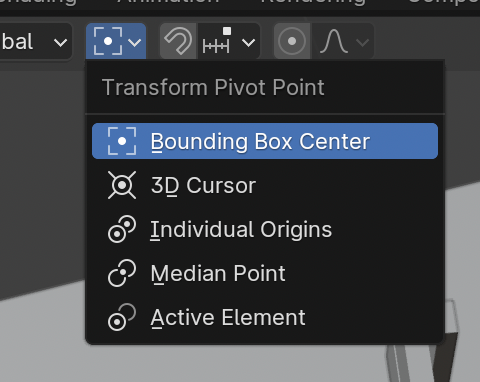 bal
Transform Pivot Point
Bounding Box Center
3D Cursor
Individual Origins
Median Point
Active Element